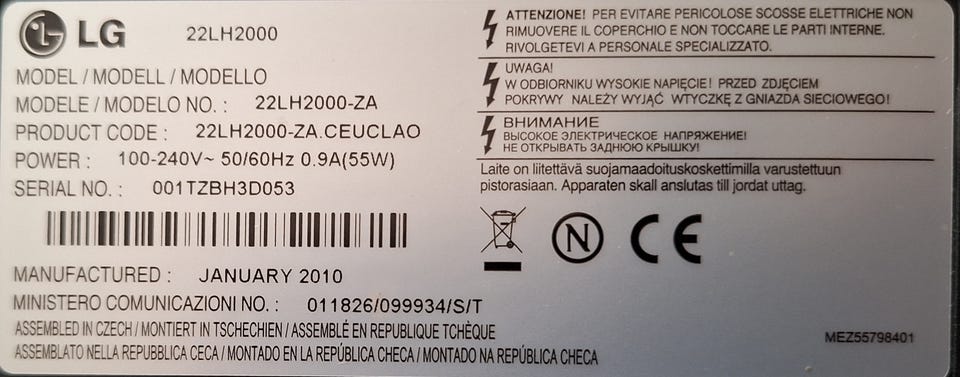 LG 22LH2000
MODEL / MODELL / MODELLO
MODELE / MODELO NO. : 22LH2000-ZA
PRODUCT CODE : 22LH2000-ZA.CEUCLAO
POWER : 100-240V~ 50/60Hz 0.9A(55W)
SERIAL NO. : 001TZBH3D053
MANUFACTURED : JANUARY 2010
MINISTERO COMUNICAZIONI NO. : 011826/099934/S/T
ASSEMBLED IN CZECH / MONTIERT IN TSCHECHIEN / ASSEMBLÉ EN REPUBLIQUE TCHÈQUE
ASSEMBLATO NELLA REPUBBLICA CECA / MONTADO EN LA REPÚBLICA CHECA / MONTADO NA REPÚBLICA CHECA
ATTENZIONE! PER EVITARE PERICOLOSE SCOSSE ELETTRICHE NON
RIMUOVERE IL COPERCHIO E NON TOCCARE LE PARTI INTERNE.
RIVOLGETEVI A PERSONALE SPECIALIZZATO.
UWAGA!
W ODBIORNIKU WYSOKIE NAPIĘCIE! PRZED ZDJĘCIEM
POKRYWY NALEŻY WYJĄĆ WTYCZKĘ Z GNIAZDA SIECIOWEGO!
ВНИМАНИЕ
ВЫСОКОЕ ЭЛЕКТРИЧЕСКОЕ НАПРЯЖЕНИЕ!
НЕ ОТКРЫВАТЬ ЗАДНЮЮ КРЫШКУ!
Laite on liitettävä suojamaadoituskoskettimilla varustettuun
pistorasiaan. Apparaten skall anslutas till jordat uttag.
N CE
MEZ55798401